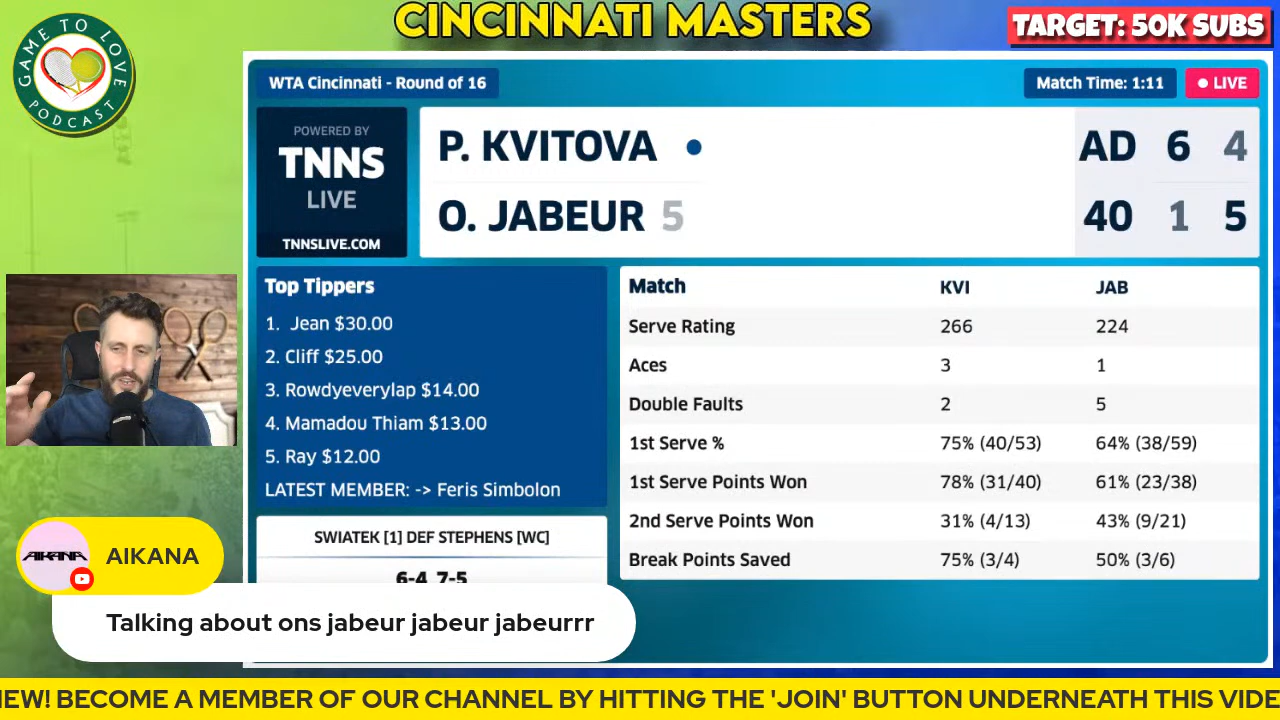 CINCINNATI MASTERS
TARGET: 50K SUBS
GAME TO LOVE
PODCAST
WTA Cincinnati - Round of 16
Match Time: 1:11
LIVE
POWERED BY
TNNS
LIVE
TNNSLIVE.COM
P. KVITOVA AD 6 4
O. JABEUR 5 40 1 5
Top Tippers
1. Jean $30.00
2. Cliff $25.00
3. Rowdyeverylap $14.00
4. Mamadou Thiam $13.00
5. Ray $12.00
LATEST MEMBER: -> Feris Simbolon
SWIATEK [1] DEF STEPHENS [WC]
6-4 7-5
Match KVI JAB
Serve Rating 266 224
Aces 3 1
Double Faults 2 5
1st Serve % 75% (40/53) 64% (38/59)
1st Serve Points Won 78% (31/40) 61% (23/38)
2nd Serve Points Won 31% (4/13) 43% (9/21)
Break Points Saved 75% (3/4) 50% (3/6)
AIKANA
AIKANA
Talking about ons jabeur jabeur jabeurrr
NEW! BECOME A MEMBER OF OUR CHANNEL BY HITTING THE 'JOIN' BUTTON UNDERNEATH THIS VIDE